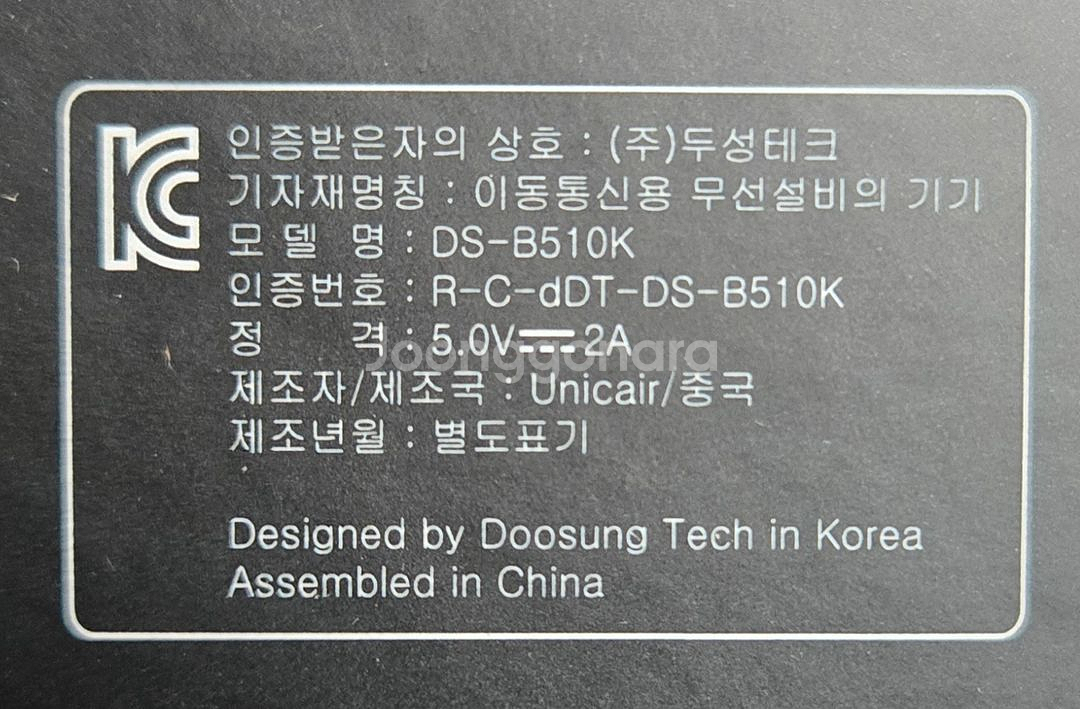 KC
인증받은자의 상호 : (주)두성테크
기자재명칭 : 이동통신용 무선설비의 기기
모 델 명 : DS-B510K
인증번호 : R-C-dDT-DS-B510K
정 격 : 5.0V⎓2A
Joonggonara
제조자/제조국 : Unicair/중국
제조년월 : 별도표기
Designed by Doosung Tech in Korea
Assembled in China